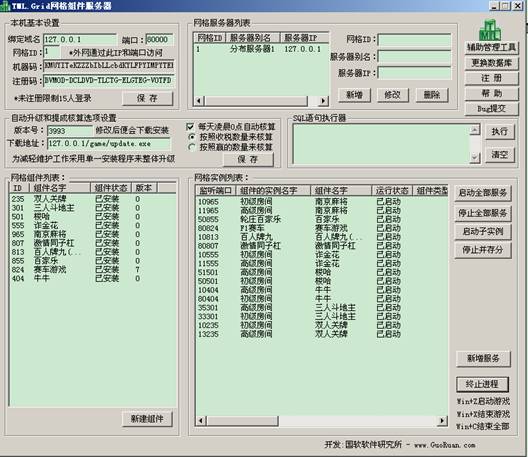 TML.Grid网格组件服务器
本机基本设置
绑定域名 127.0.0.1 端口: 80000
网格ID: 1 *外网通过此IP和端口访问
机器码:
注册码: BVMOD-DCLDVD-TLCTG-ELGTEG-VOTFD
*未注册限制15人登录 保 存
网格服务器列表
网格ID 服务器别名 服务器IP
1 分布服务器1 127.0.0.1
网格ID:
服务器别名:
服务器IP:
新增 修改 删除
TML
辅助管理工具
更换数据库
注 册
帮 助
Bug提交
自动升级和提成核算选项设置
版本号: 3993 修改后便会下载安装
下载地址: 127.0.0.1/game/update.exe
为减轻维护工作采用单一安装程序来整体升级
每天凌晨0点自动核算
按照收税数量来核算
按照赢的数量来核算
保 存
SQL语句执行器
执行
清空
网格组件列表:
ID 组件名字 组件状态 版本
235 双人关牌 已安装 0
301 三人斗地主 已安装 0
501 梭哈 已安装 0
555 诈金花 已安装 0
965 南京麻将 已安装 0
807 激情同子杠 已安装 0
813 百人牌九(... 已安装 0
855 百家乐 已安装 0
824 赛车游戏 已安装 7
404 牛牛 已安装 0
新建组件
网格实例列表:
监听端口 组件的实例名字 组件名字 运行状态 组件类型
10965 初级房间 南京麻将 已启动
11965 高级房间 南京麻将 已启动
50855 轮庄百家乐 百家乐 已启动
80824 F1赛车 赛车游戏 已启动
10813 百人牌九 百人牌九(... 已启动
80807 激情同子杠 激情同子杠 已启动
10555 初级房间 诈金花 已启动
11555 高级房间 诈金花 已启动
51501 高级房间 梭哈 已启动
50501 初级房间 梭哈 已启动
10404 高级房间 牛牛 已启动
80404 初级房间 牛牛 已启动
35301 高级房间 三人斗地主 已启动
33301 初级房间 三人斗地主 已启动
10235 初级房间 双人关牌 已启动
13235 高级房间 双人关牌 已启动
启动全部服务
停止全部服务
启动子实例
停止并存分
新增服务
终止进程
Win+Z启动游戏
Win+X结束游戏
Win+C结束全部
开发:国软软件研究所 - www.GuoRuan.com